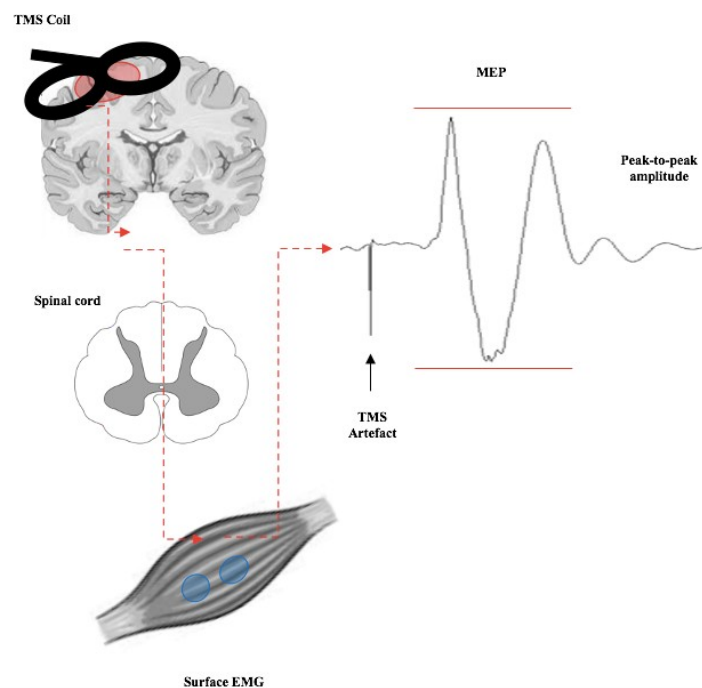 TMS Coil
MEP
Peak-to-peak
amplitude
Spinal cord
TMS
Artefact
Surface EMG